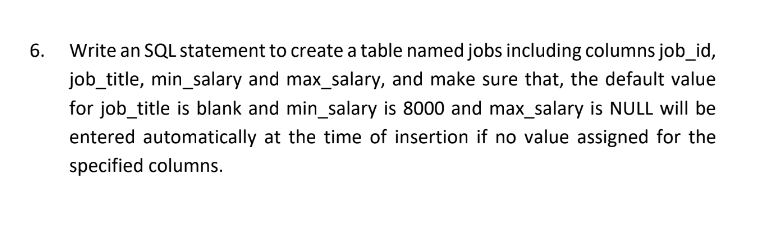 6. Write an SQL statement to create a table named jobs including columns job_id,
job_title, min_salary and max_salary, and make sure that, the default value
for job_title is blank and min_salary is 8000 and max_salary is NULL will be
entered automatically at the time of insertion if no value assigned for the
specified columns.